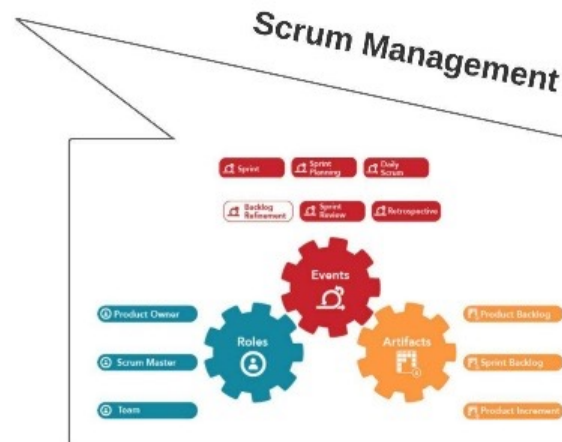 Scrum Management
Sprint
Sprint
Planning
Daily
Scrum
Backlog
Refinement
Sprint
Review
Retrospective
Events
Roles
Artifacts
Product Owner
Scrum Master
Team
Product Backlog
Sprint Backlog
Product Increment